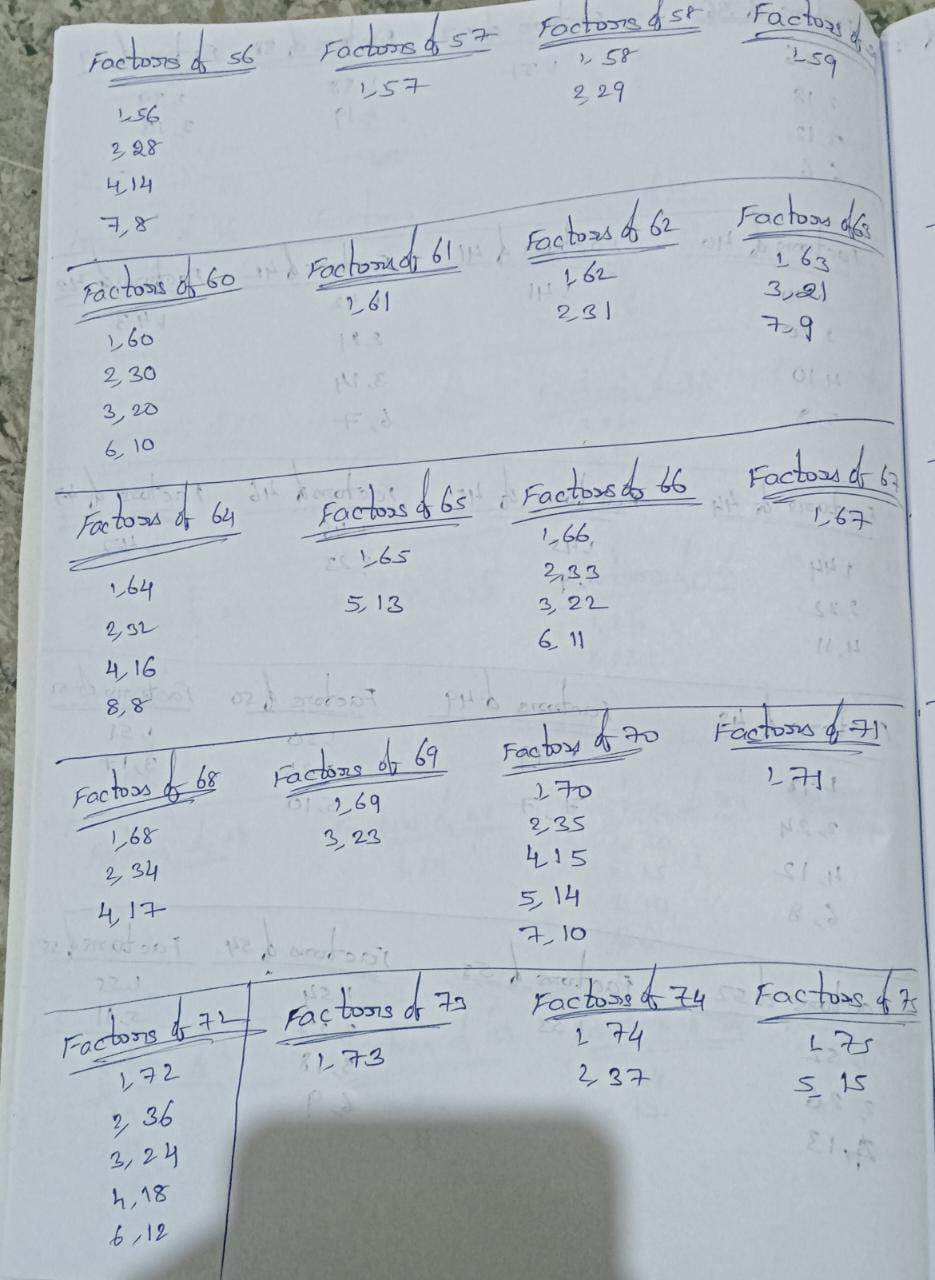 Factors of 56 Factors of 57 Factors of 58 Factors of
1,56 1,57 1,58 1,59
2,28 2,29
4,14
7,8
Factors of 60 Factors of 61 Factors of 62 Factors of 63
1,60 1,61 1,62 1,63
2,30 2,31 3,21
3,20 7,9
6,10
Factors of 64 Factors of 65 Factors of 66 Factors of 67
1,64 1,65 1,66 1,67
2,32 5,13 2,33
4,16 3,22
8,8 6,11
Factors of 68 Factors of 69 Factors of 70 Factors of 71
1,68 1,69 1,70 1,71
2,34 3,23 2,35
4,17 4,15
5,14
7,10
Factors of 72 Factors of 73 Factors of 74 Factors of 75
1,72 1,73 1,74 1,75
2,36 2,37 5,15
3,24
4,18
6,12